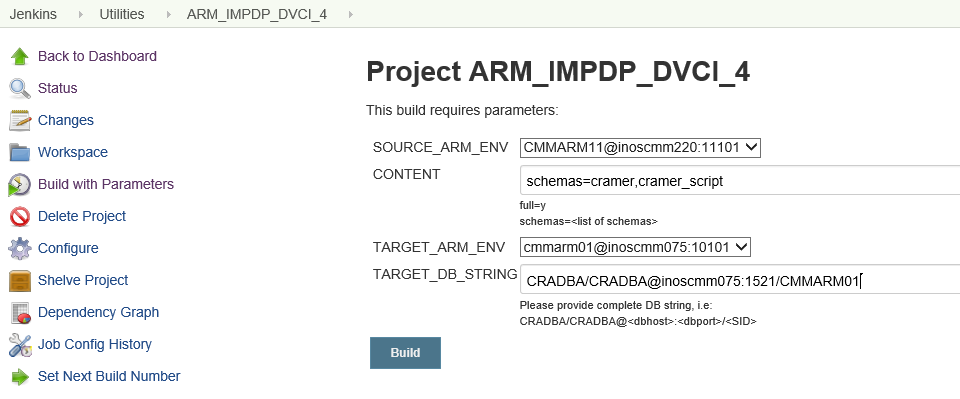 Jenkins Utilities ARM_IMPDP_DVCI_4
Back to Dashboard
Status
Changes
Workspace
Build with Parameters
Delete Project
Configure
Shelve Project
Dependency Graph
Job Config History
Set Next Build Number
Project ARM_IMPDP_DVCI_4
This build requires parameters:
SOURCE_ARM_ENV CMMARM11@inoscmm220:11101
CONTENT schemas=cramer,cramer_script
full=y
schemas=<list of schemas>
TARGET_ARM_ENV cmmarm01@inoscmm075:10101
TARGET_DB_STRING CRADBA/CRADBA@inoscmm075:1521/CMMARM01
Please provide complete DB string, i.e:
CRADBA/CRADBA@<dbhost>:<dbport>/<SID>
Build